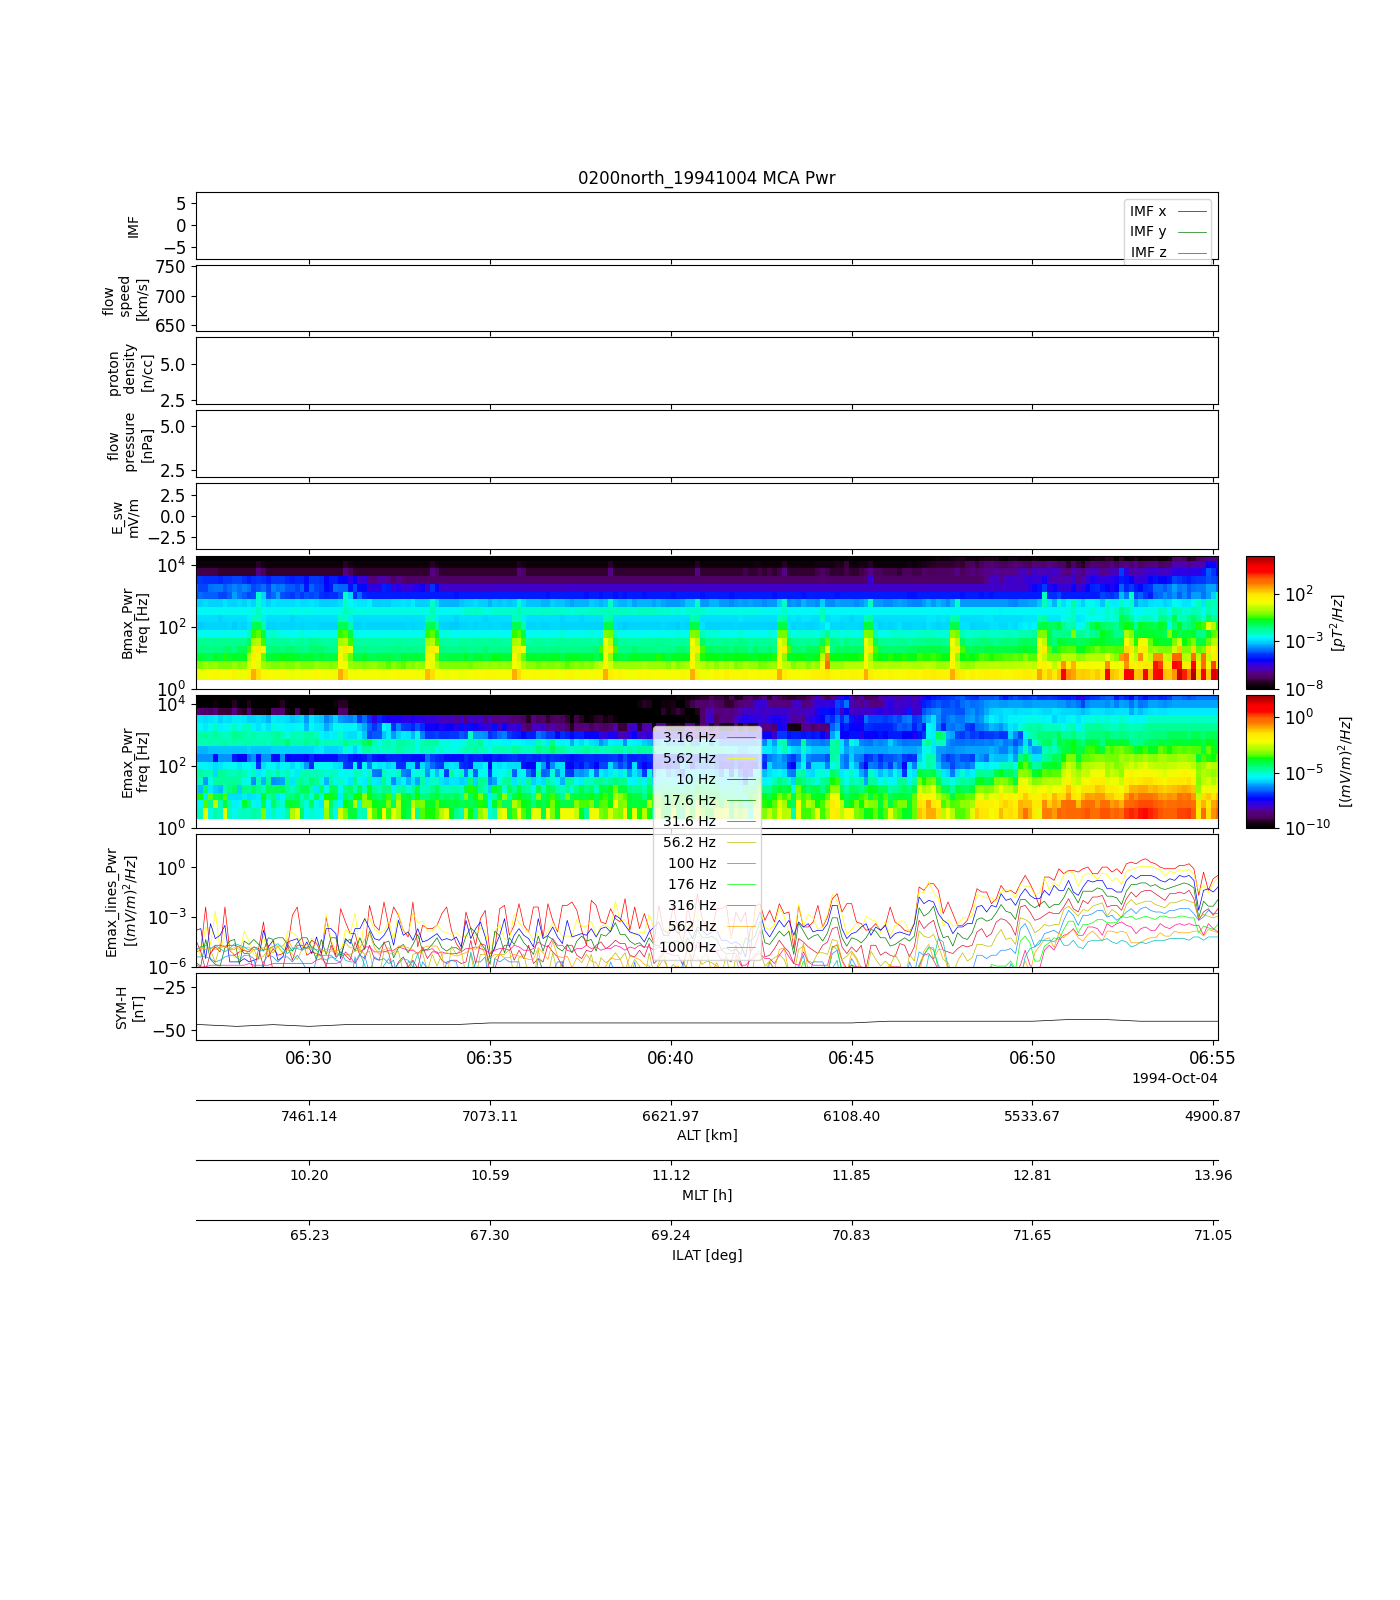 0200north_19941004 MCA Pwr
IMF
5
0
−5
IMF x
IMF y
IMF z
flow
speed
[km/s]
750
700
650
proton
density
[n/cc]
5.0
2.5
flow
pressure
[nPa]
5.0
2.5
E_sw
mV/m
2.5
0.0
−2.5
Bmax_Pwr
freq [Hz]
10^4
10^2
10^0
10^2
10^−3
10^−8
[pT^2/Hz]
Emax_Pwr
freq [Hz]
10^4
10^2
10^0
10^0
10^−5
10^−10
[(mV/m)^2/Hz]
3.16 Hz
5.62 Hz
10 Hz
17.6 Hz
31.6 Hz
56.2 Hz
100 Hz
176 Hz
316 Hz
562 Hz
1000 Hz
Emax_lines_Pwr
[(mV/m)^2/Hz]
10^0
10^−3
10^−6
SYM-H
[nT]
−25
−50
06:30 06:35 06:40 06:45 06:50 06:55
1994-Oct-04
7461.14 7073.11 6621.97 6108.40 5533.67 4900.87
ALT [km]
10.20 10.59 11.12 11.85 12.81 13.96
MLT [h]
65.23 67.30 69.24 70.83 71.65 71.05
ILAT [deg]